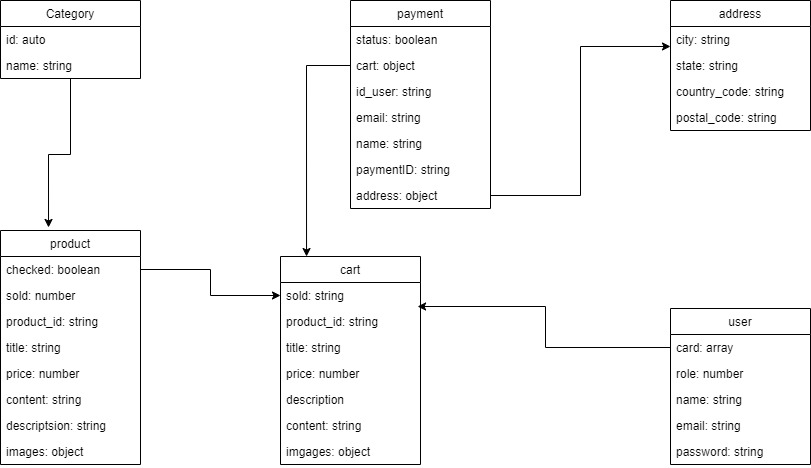 Category
id: auto
name: string
payment
status: boolean
cart: object
id_user: string
email: string
name: string
paymentID: string
address: object
address
city: string
state: string
country_code: string
postal_code: string
product
checked: boolean
sold: number
product_id: string
title: string
price: number
content: string
descriptsion: string
images: object
cart
sold: string
product_id: string
title: string
price: number
description
content: string
imgages: object
user
card: array
role: number
name: string
email: string
password: string